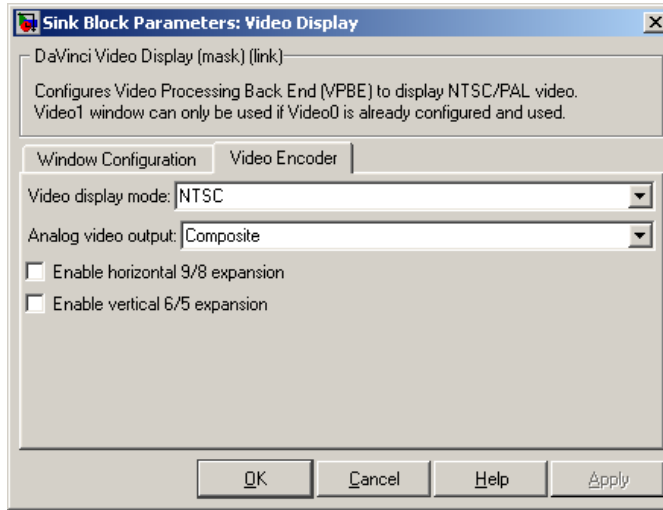 Sink Block Parameters: Video Display
DaVinci Video Display (mask) (link)
Configures Video Processing Back End (VPBE) to display NTSC/PAL video.
Video1 window can only be used if Video0 is already configured and used.
Window Configuration Video Encoder
Video display mode: NTSC
Analog video output: Composite
Enable horizontal 9/8 expansion
Enable vertical 6/5 expansion
OK Cancel Help Apply